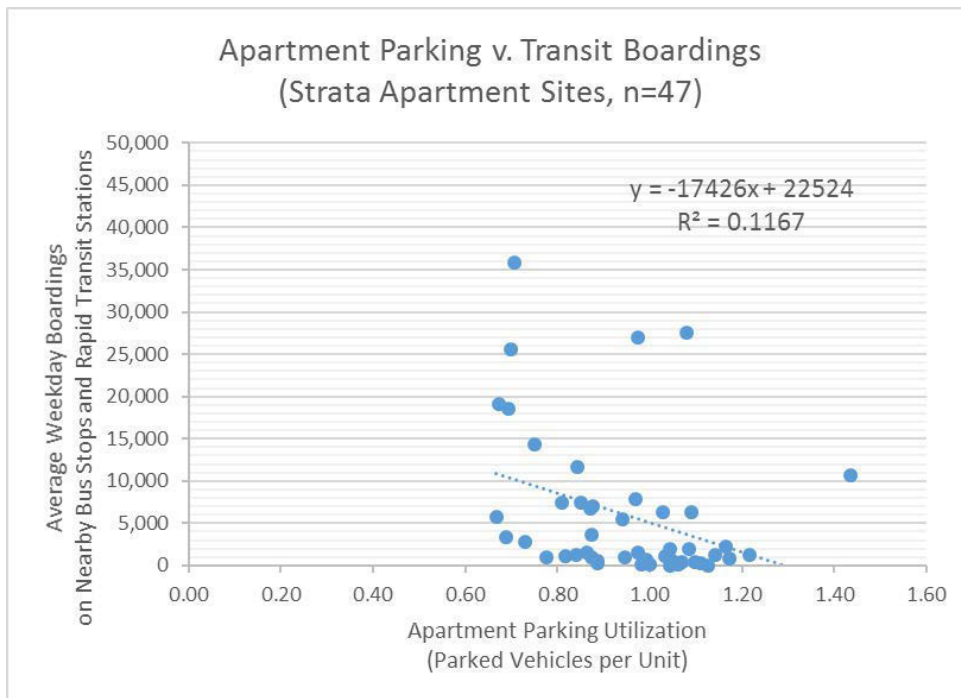 Apartment Parking v. Transit Boardings
(Strata Apartment Sites, n=47)
Average Weekday Boardings
on Nearby Bus Stops and Rapid Transit Stations
50,000
45,000
40,000
35,000
30,000
25,000
20,000
15,000
10,000
5,000
0
y = -17426x + 22524
R² = 0.1167
0.00 0.20 0.40 0.60 0.80 1.00 1.20 1.40 1.60
Apartment Parking Utilization
(Parked Vehicles per Unit)